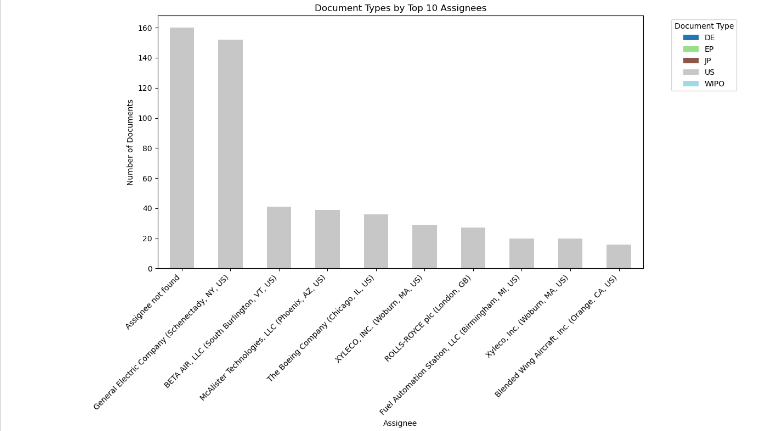 Document Types by Top 10 Assignees
Document Type
DE
EP
JP
US
WIPO
Number of Documents
160
140
120
100
80
60
40
20
0
Assignee not found
General Electric Company (Schenectady, NY, US)
BETA AIR, LLC (South Burlington, VT, US)
McAlister Technologies, LLC (Phoenix, AZ, US)
The Boeing Company (Chicago, IL, US)
XYLECO, INC. (Woburn, MA, US)
ROLLS-ROYCE plc (London, GB)
Fuel Automation Station, LLC (Birmingham, MI, US)
Xyleco, Inc. (Woburn, MA, US)
Blended Wing Aircraft, Inc. (Orange, CA, US)
Assignee